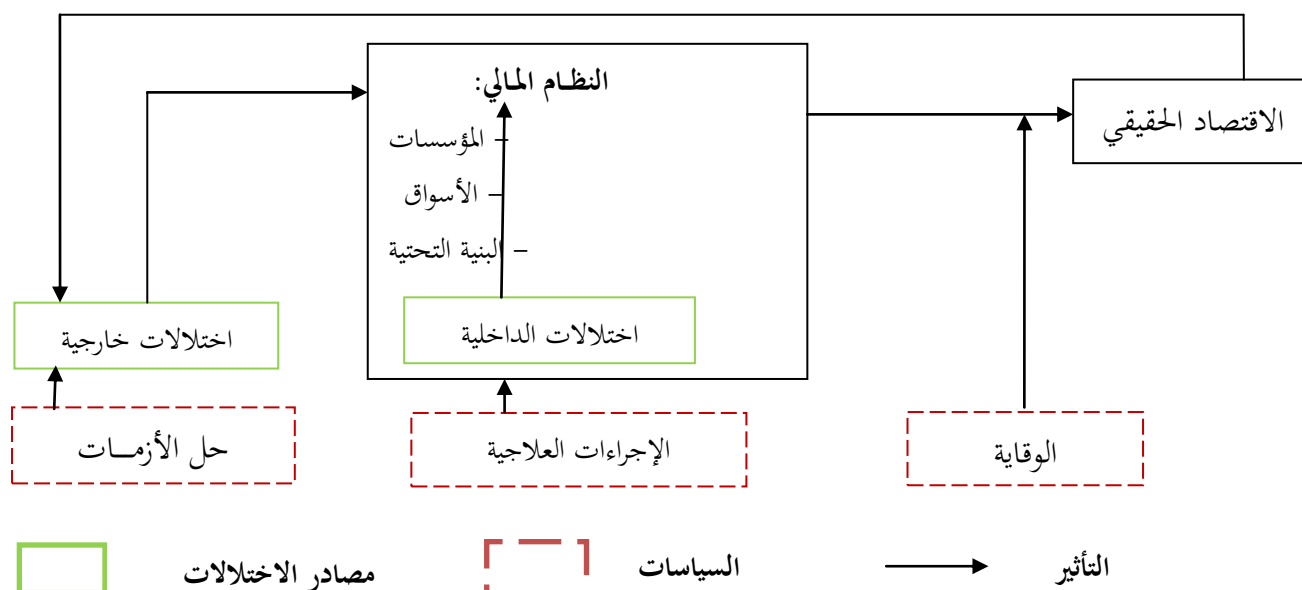 النظام المالي:
الاقتصاد الحقيقي
– المؤسسات
– الأسواق
– البنية التحتية
اختلالات الداخلية
اختلالات خارجية
الوقاية
الإجراءات العلاجية
حل الأزمــات
التأثير
السياسات
مصادر الاختلالات